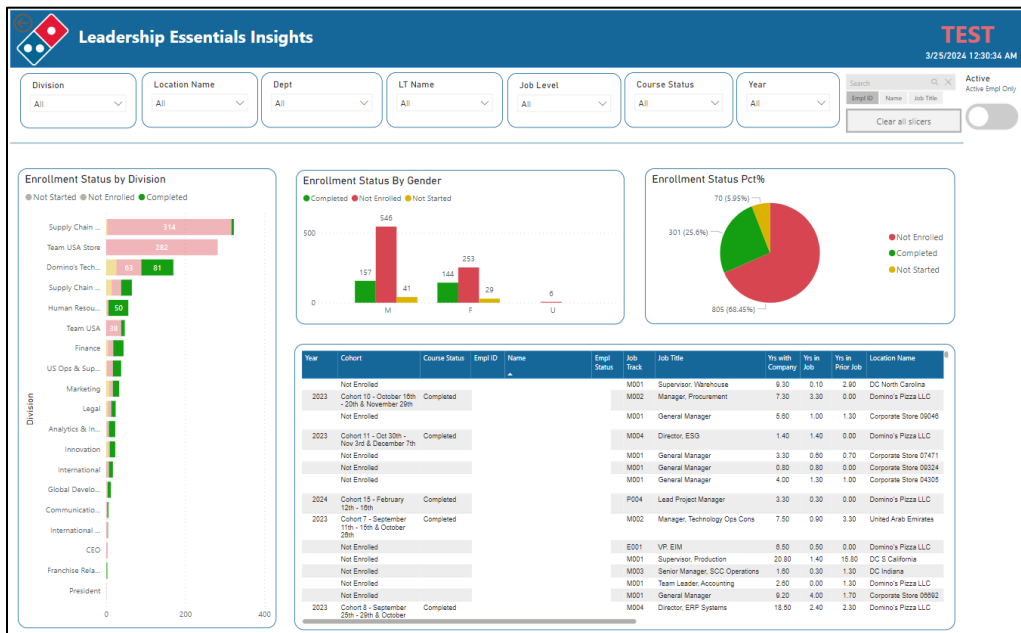 Leadership Essentials Insights
TEST
3/25/2024 12:30:34 AM
Division
All
Location Name
All
Dept
All
LT Name
All
Job Level
All
Course Status
All
Year
All
Search
Empl ID Name Job Title
Clear all slicers
Active
Active Empl Only
Enrollment Status by Division
Not Started Not Enrolled Completed
Division
Supply Chain ... 314
Team USA Store 282
Domino's Tech... 63 81
Supply Chain ...
Human Resou... 50
Team USA 38
Finance
US Ops & Sup...
Marketing
Legal
Analytics & In...
Innovation
International
Global Develo...
Communicatio...
International ...
CEO
Franchise Rela...
President
0 200 400
Enrollment Status By Gender
Completed Not Enrolled Not Started
500
0
157 546 41
144 253 29
6
M F U
Enrollment Status Pct%
70 (5.95%)
301 (25.6%)
805 (68.45%)
Not Enrolled
Completed
Not Started
Year Cohort Course Status Empl ID Name Empl Status Job Track Job Title Yrs with Company Yrs in Job Yrs in Prior Job Location Name
Not Enrolled M001 Supervisor, Warehouse 9.30 0.10 2.90 DC North Carolina
2023 Cohort 10 - October 16th - 20th & November 29th Completed M002 Manager, Procurement 7.30 3.30 0.00 Domino's Pizza LLC
Not Enrolled M001 General Manager 5.60 1.00 1.30 Corporate Store 09046
2023 Cohort 11 - Oct 30th - Nov 3rd & December 7th Completed M004 Director, ESG 1.40 1.40 0.00 Domino's Pizza LLC
Not Enrolled M001 General Manager 3.30 0.60 0.70 Corporate Store 07471
Not Enrolled M001 General Manager 0.80 0.80 0.00 Corporate Store 09324
Not Enrolled M001 General Manager 4.00 1.30 1.00 Corporate Store 04305
2024 Cohort 15 - February 12th - 16th Completed P004 Lead Project Manager 3.30 0.30 0.00 Domino's Pizza LLC
2023 Cohort 7 - September 11th - 15th & October 26th Completed M002 Manager, Technology Ops Cons 7.50 0.90 3.30 United Arab Emirates
Not Enrolled E001 VP, EIM 6.50 0.50 0.00 Domino's Pizza LLC
Not Enrolled M001 Supervisor, Production 20.80 1.40 15.80 DC S California
Not Enrolled M003 Senior Manager, SCC Operations 1.60 0.30 1.30 DC Indiana
Not Enrolled M001 Team Leader, Accounting 2.60 0.00 1.30 Domino's Pizza LLC
Not Enrolled M001 General Manager 9.20 4.00 1.70 Corporate Store 06692
2023 Cohort 8 - September 25th - 29th & October Completed M004 Director, ERP Systems 18.60 2.40 2.30 Domino's Pizza LLC